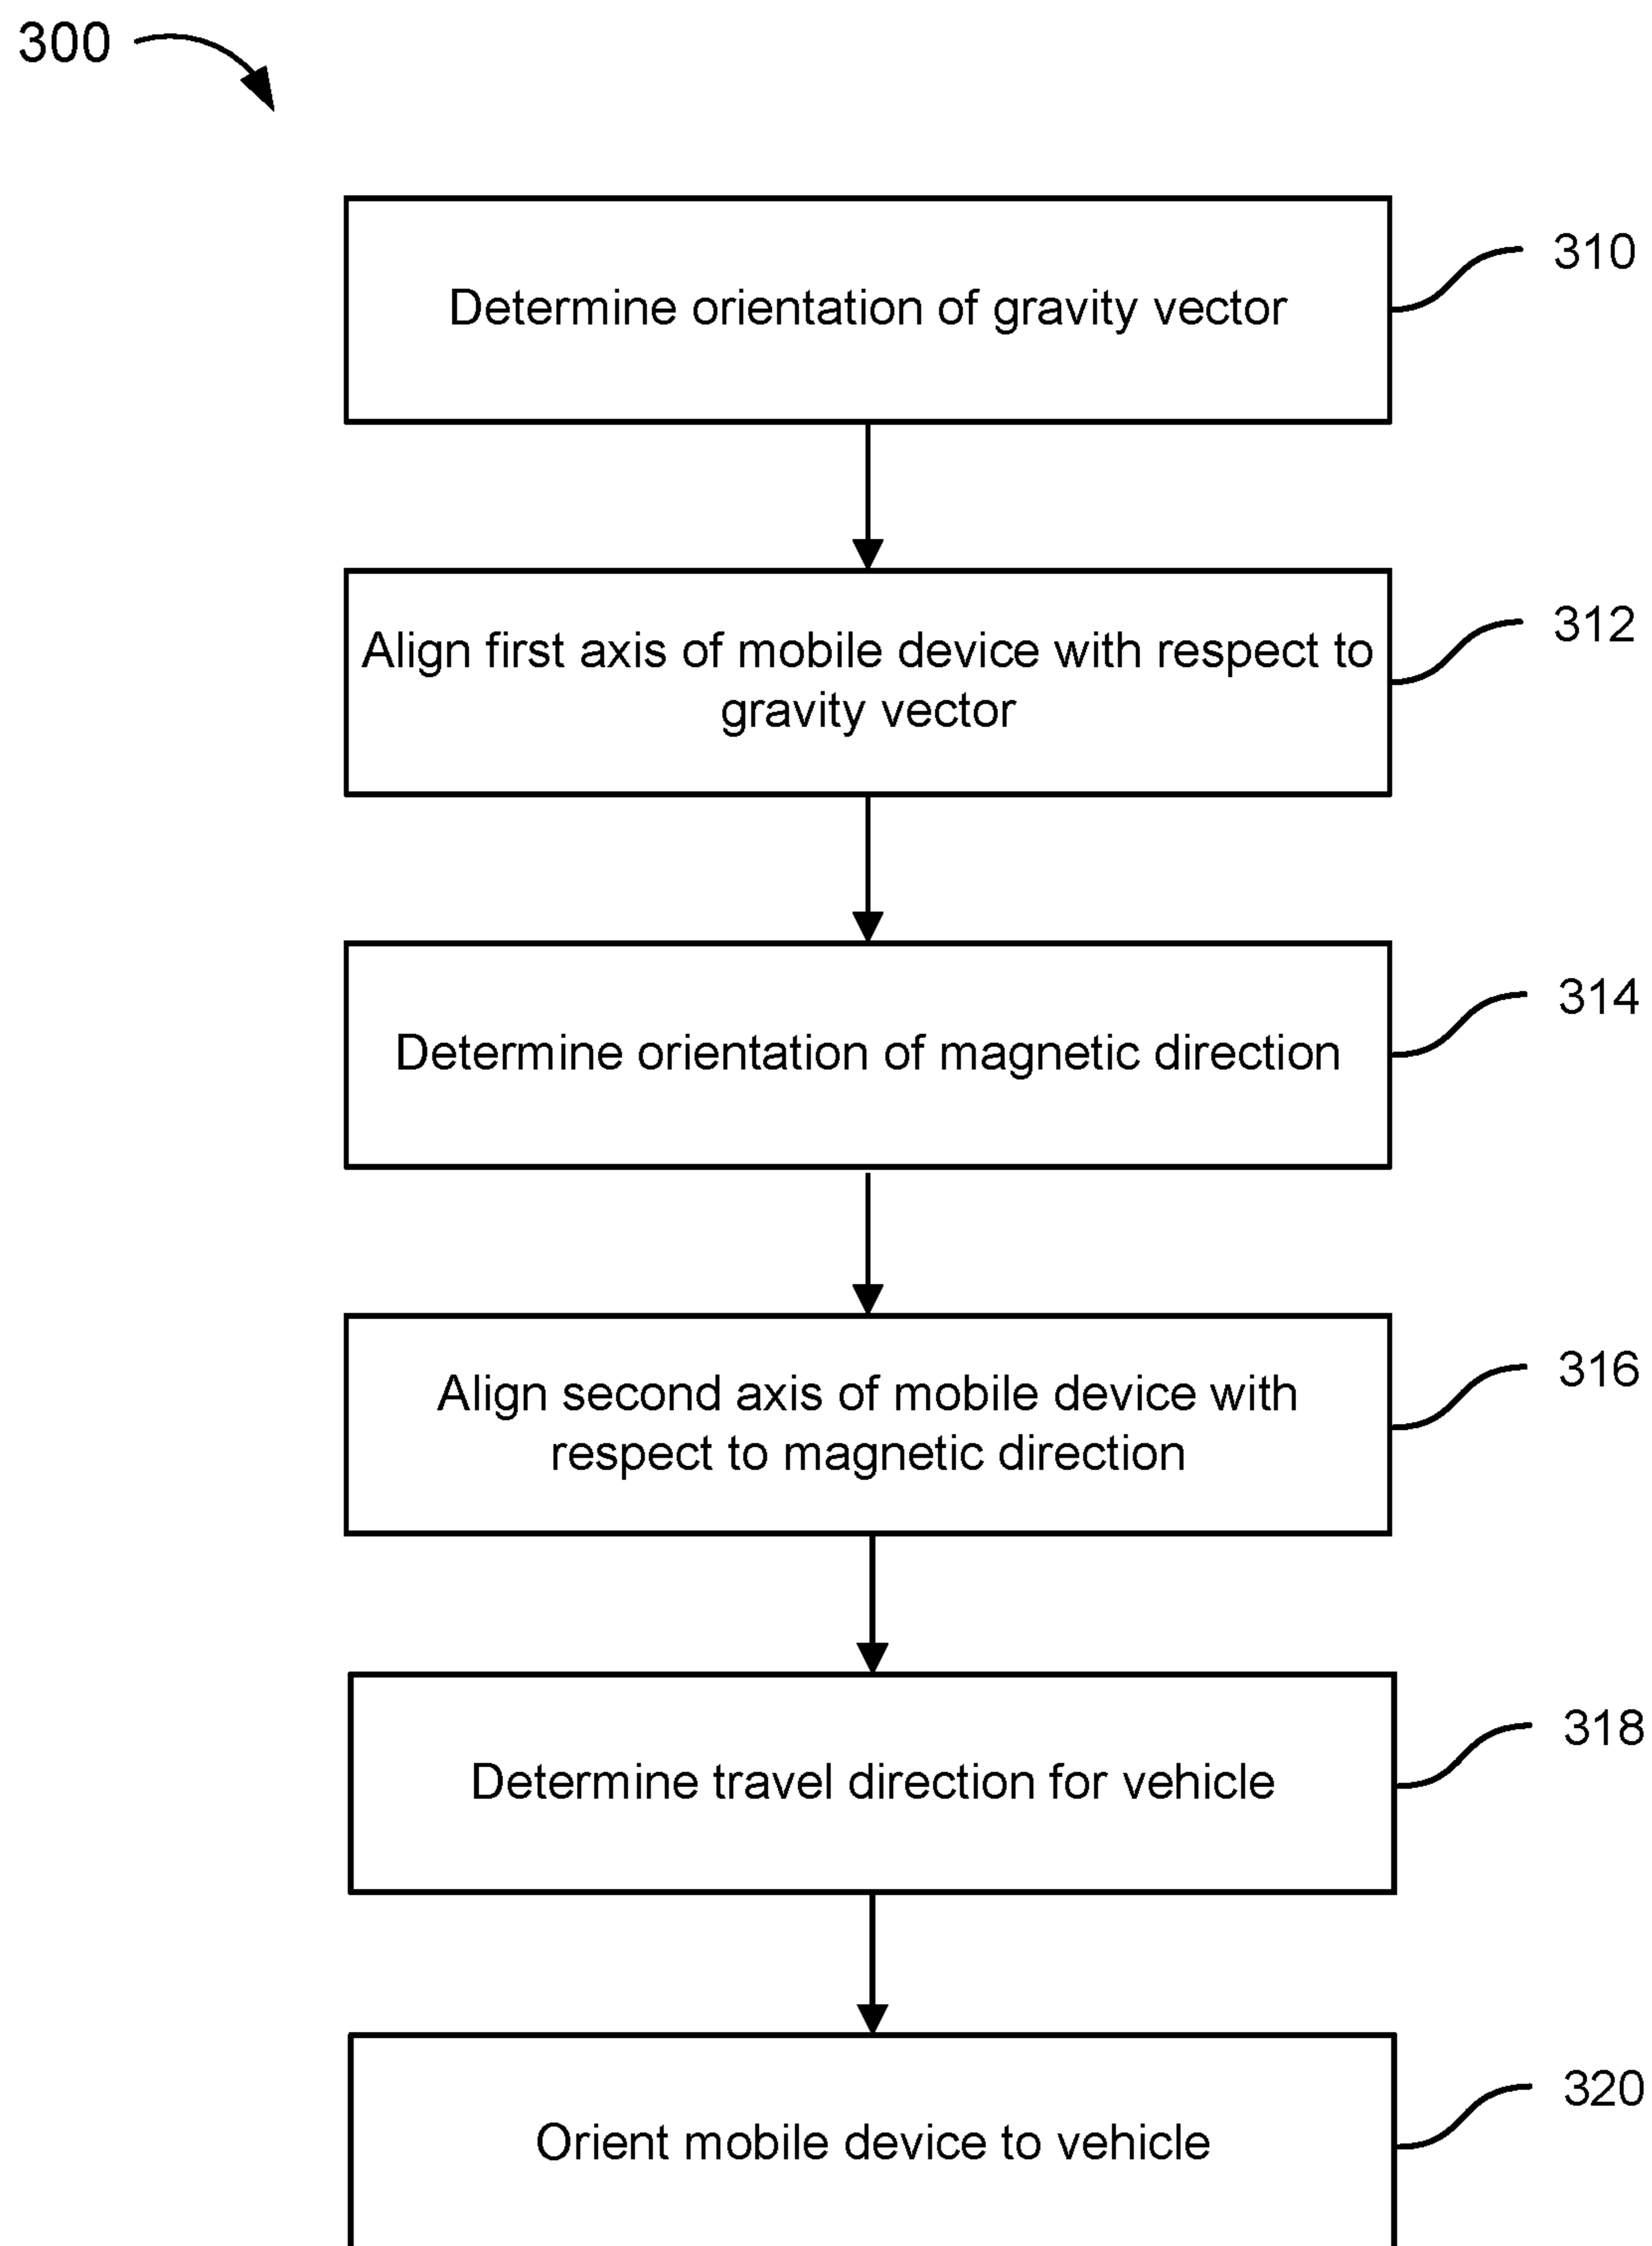 300
Determine orientation of gravity vector
310
Align first axis of mobile device with respect to
gravity vector
312
Determine orientation of magnetic direction
314
Align second axis of mobile device with
respect to magnetic direction
316
Determine travel direction for vehicle
318
Orient mobile device to vehicle
320